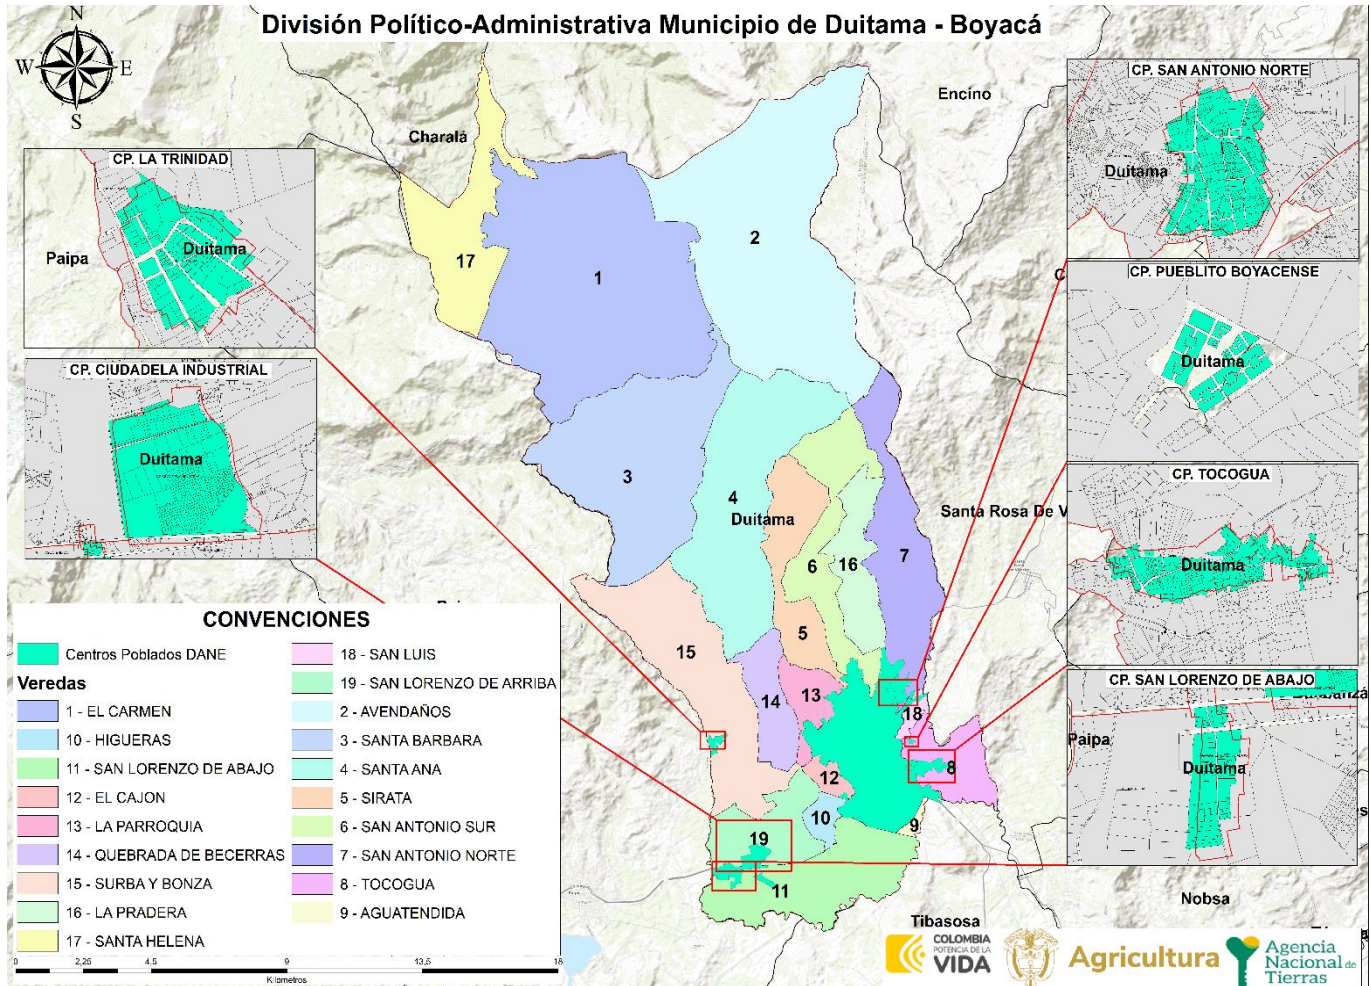 División Político-Administrativa Municipio de Duitama - Boyacá
N
W
E
S
Charalá
Encino
CP. LA TRINIDAD
Paipa
Duitama
CP. CIUDADELA INDUSTRIAL
Duitama
CP. SAN ANTONIO NORTE
Duitama
CP. PUEBLITO BOYACENSE
Duitama
CP. TOCOGUA
Duitama
CP. SAN LORENZO DE ABAJO
Paipa
Duitama
17
1
2
3
4
Duitama
Santa Rosa De V
7
6
16
5
15
14
13
18
8
12
10
9
19
11
Nobsa
Tibasosa
CONVENCIONES
Centros Poblados DANE
Veredas
1 - EL CARMEN
10 - HIGUERAS
11 - SAN LORENZO DE ABAJO
12 - EL CAJON
13 - LA PARROQUIA
14 - QUEBRADA DE BECERRAS
15 - SURBA Y BONZA
16 - LA PRADERA
17 - SANTA HELENA
18 - SAN LUIS
19 - SAN LORENZO DE ARRIBA
2 - AVENDAÑOS
3 - SANTA BARBARA
4 - SANTA ANA
5 - SIRATA
6 - SAN ANTONIO SUR
7 - SAN ANTONIO NORTE
8 - TOCOGUA
9 - AGUATENDIDA
0 2,25 4,5 9 13,5 18
Kilometros
COLOMBIA
POTENCIA DE LA
VIDA
Agricultura
Agencia
Nacional de
Tierras